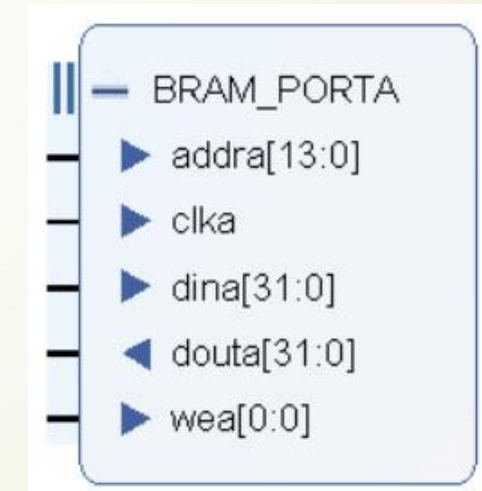 BRAM_PORTA
addra[13:0]
clka
dina[31:0]
douta[31:0]
wea[0:0]